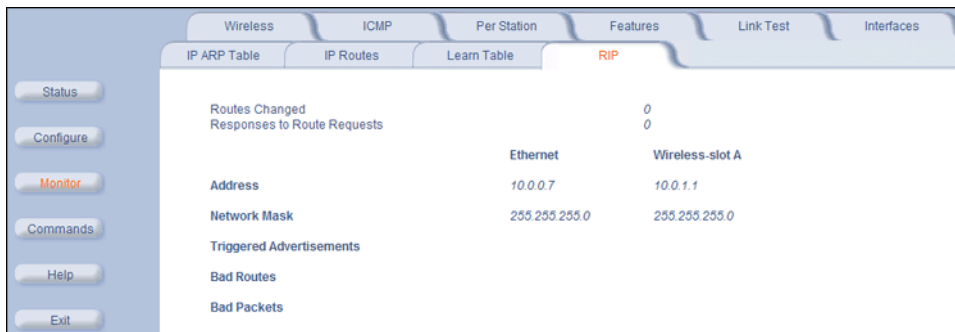 Wireless ICMP Per Station Features Link Test Interfaces
IP ARP Table IP Routes Learn Table RIP
Status
Configure
Monitor
Commands
Help
Exit
Routes Changed 0
Responses to Route Requests 0
Ethernet Wireless-slot A
Address 10.0.0.7 10.0.1.1
Network Mask 255.255.255.0 255.255.255.0
Triggered Advertisements
Bad Routes
Bad Packets